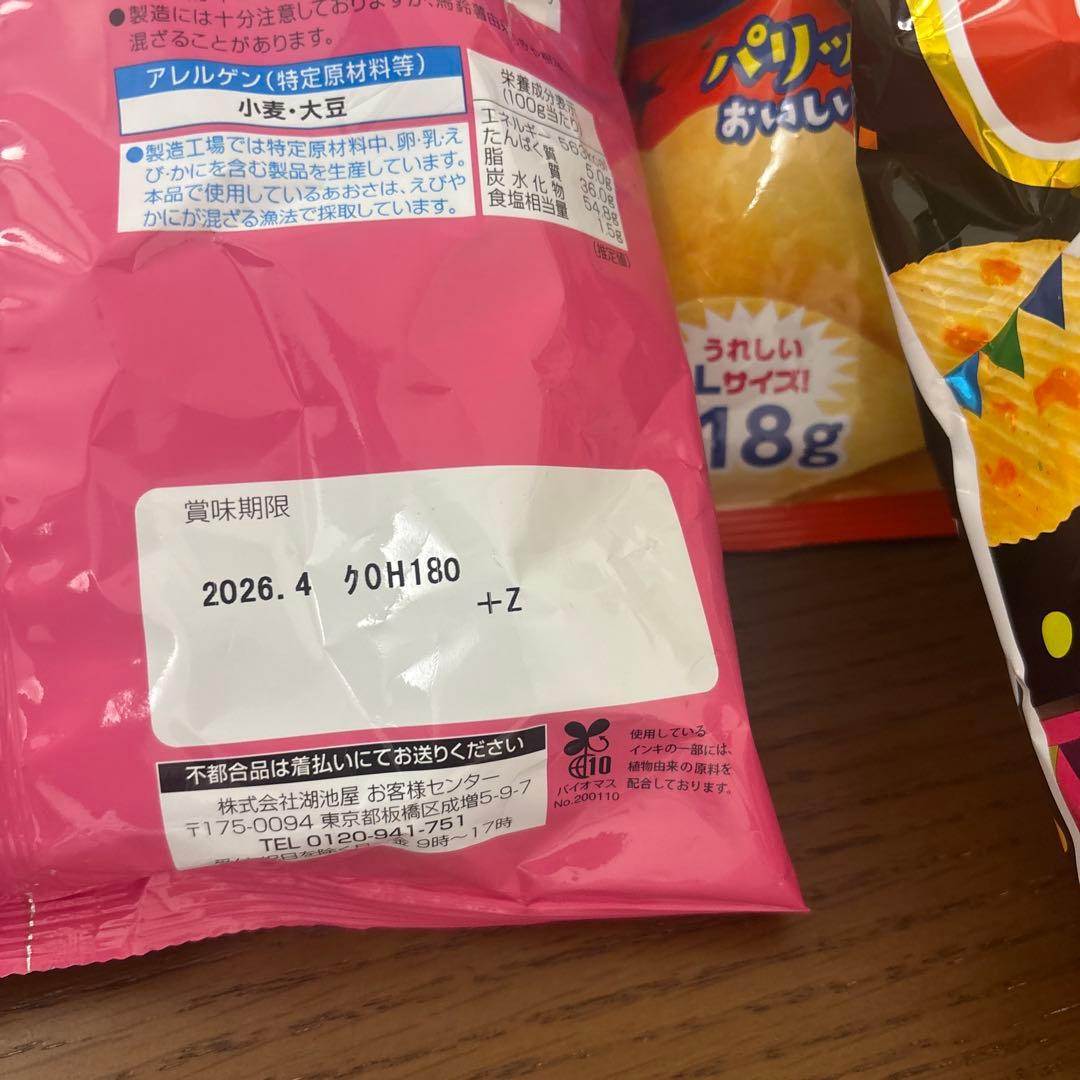 ●製造には十分注意しておりますが、馬鈴薯由
混ざることがあります。
アレルゲン(特定原材料等)
小麦・大豆
●製造工場では特定原材料中、卵・乳・え
び・かにを含む製品を生産しています。
本品で使用しているあおさは、えびや
かにが混ざる漁法で採取しています。
栄養成分表示
(100g当たり)
エネルギー 563kcal
たんぱく質 5.0g
脂質 36.0g
炭水化物 54.8g
食塩相当量 1.5g
(推定値)
パリッ
おいしい
うれしい
Lサイズ!
18g
賞味期限
2026.4 ｸOH180
+Z
不都合品は着払いにてお送りください
株式会社湖池屋 お客様センター
〒175-0094 東京都板橋区成増5-9-7
TEL 0120-941-751
9時～17時
10
バイオマス
No.200110
使用している
インキの一部には、
植物由来の原料を
配合しております。